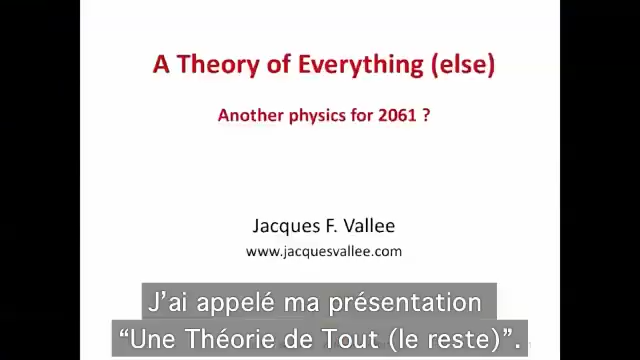 A Theory of Everything (else)
Another physics for 2061 ?
Jacques F. Vallee
www.jacquesvallee.com
J’ai appelé ma présentation
“Une Théorie de Tout (le reste)”.